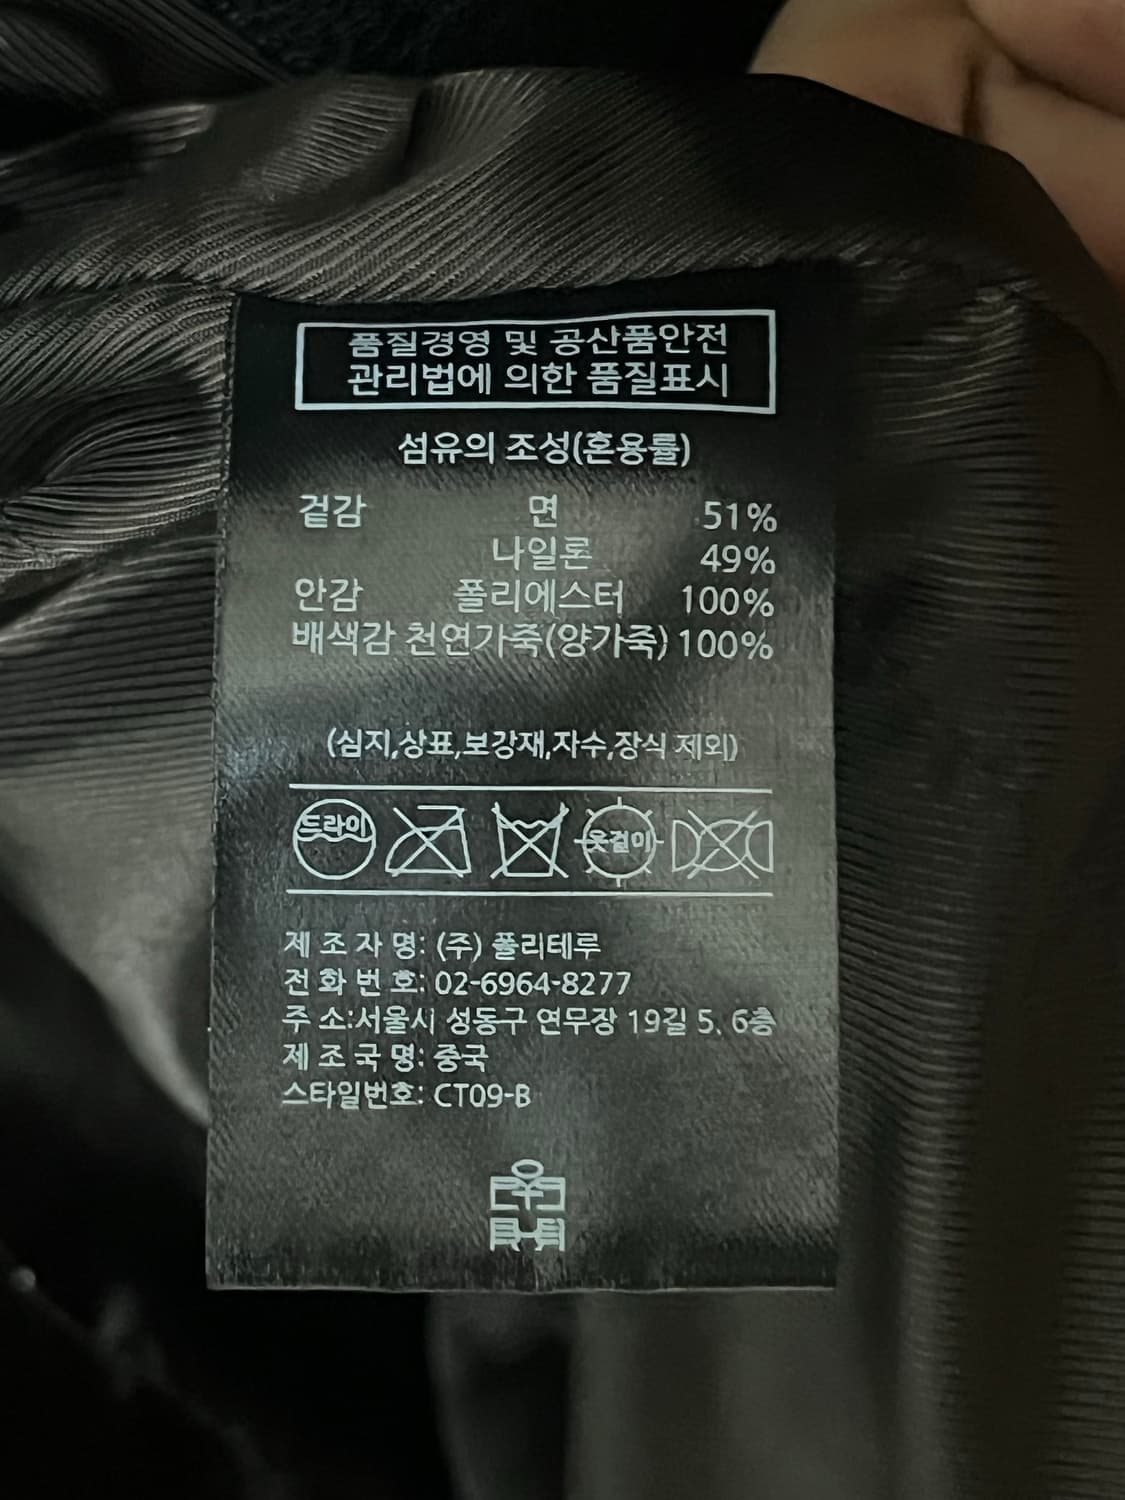 품질경영 및 공산품안전
관리법에 의한 품질표시
섬유의 조성(혼용률)
겉감 면 51%
나일론 49%
안감 폴리에스터 100%
배색감 천연가죽(양가죽) 100%
(심지,상표,보강재,자수,장식 제외)
드라이 옷걸이
제 조 자 명: (주) 폴리테루
전 화 번 호: 02-6964-8277
주 소:서울시 성동구 연무장 19길 5, 6층
제 조 국 명: 중국
스타일번호: CT09-B